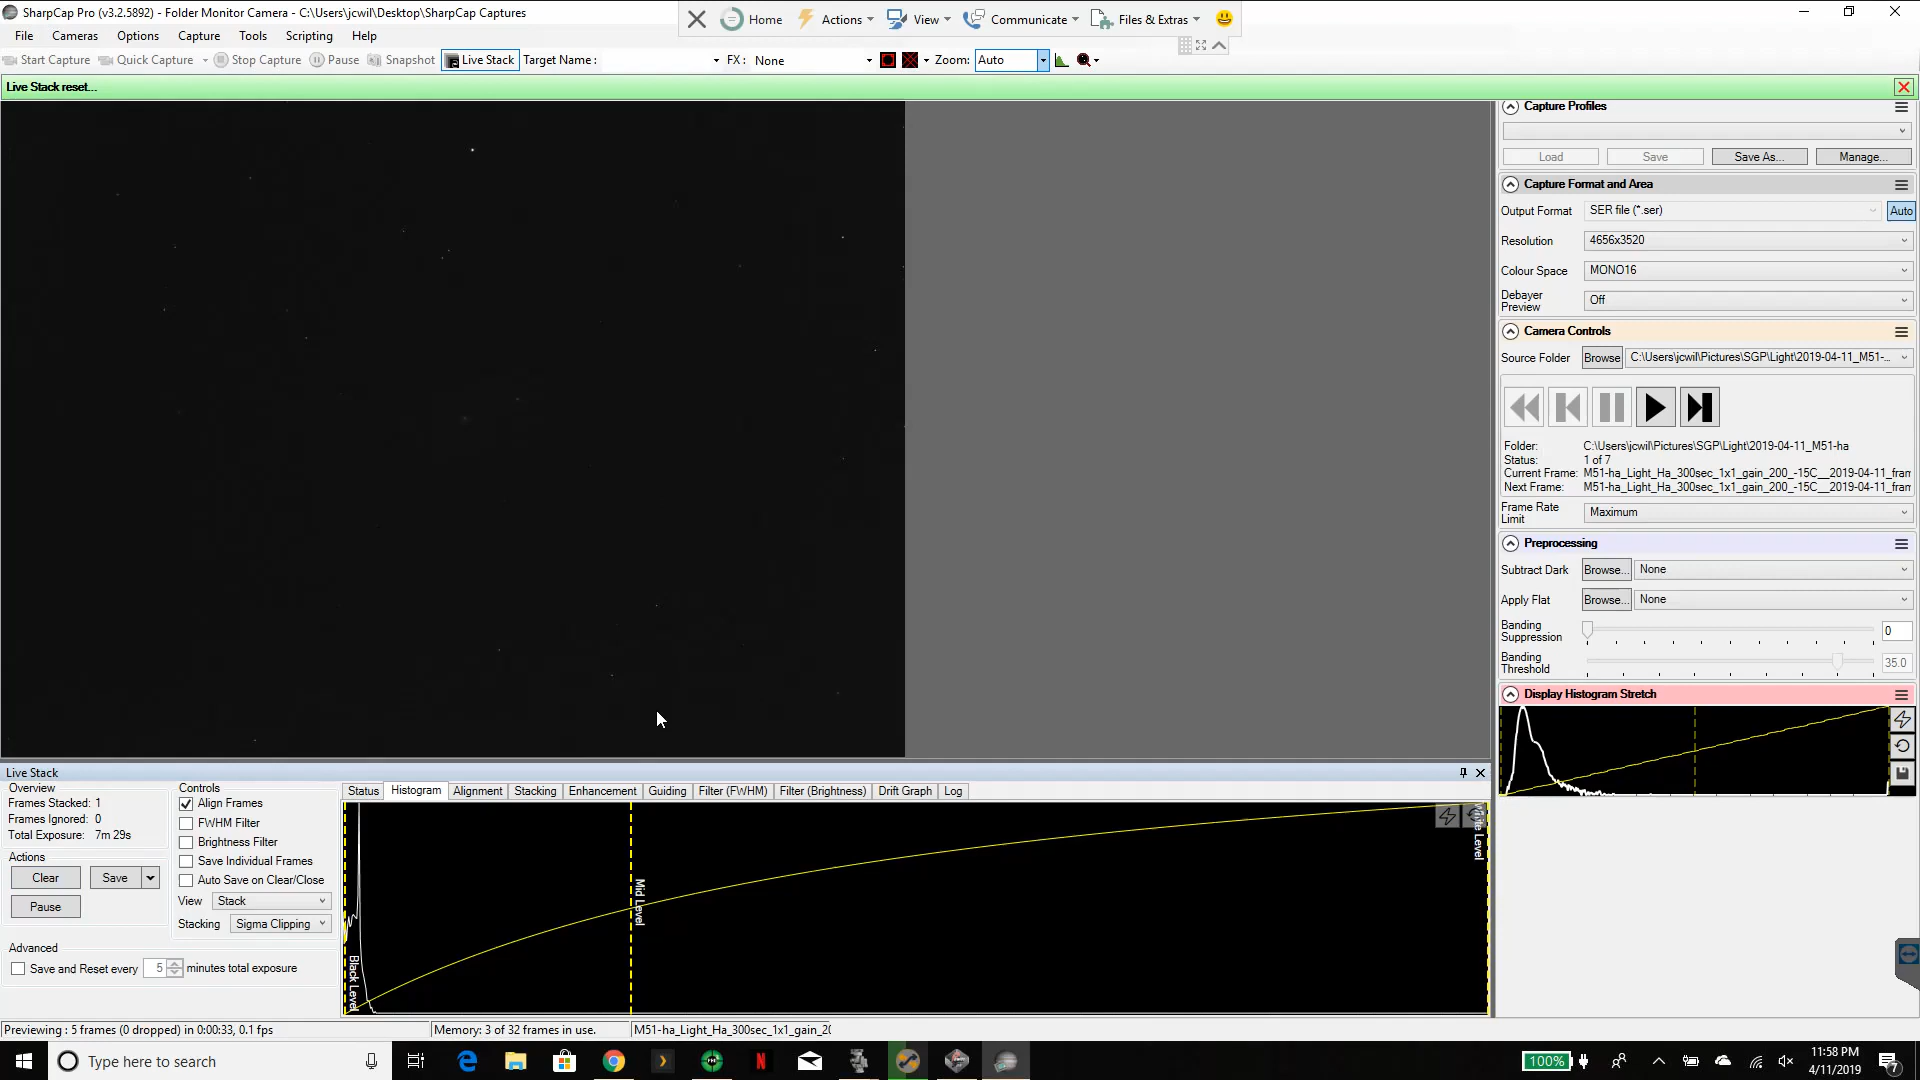 SharpCap Pro (v3.2.5892) - Folder Monitor Camera - C:\Users\jcwil\Desktop\SharpCap Captures
Home Actions View Communicate Files & Extras
File Cameras Options Capture Tools Scripting Help
Start Capture Quick Capture Stop Capture Pause Snapshot Live Stack Target Name : FX : None Zoom: Auto
Live Stack reset...
Capture Profiles
Load Save Save As... Manage...
Capture Format and Area
Output Format SER file (*.ser) Auto
Resolution 4656x3520
Colour Space MONO16
Debayer
Preview Off
Camera Controls
Source Folder Browse C:\Users\jcwil\Pictures\SGP\Light\2019-04-11_M51-...
Folder: C:\Users\jcwil\Pictures\SGP\Light\2019-04-11_M51-ha
Status: 1 of 7
Current Frame: M51-ha_Light_Ha_300sec_1x1_gain_200_-15C__2019-04-11_fran
Next Frame: M51-ha_Light_Ha_300sec_1x1_gain_200_-15C__2019-04-11_fran
Frame Rate
Limit Maximum
Preprocessing
Subtract Dark Browse... None
Apply Flat Browse... None
Banding
Suppression 0
Banding
Threshold 35.0
Display Histogram Stretch
Live Stack
Overview
Frames Stacked: 1
Frames Ignored: 0
Total Exposure: 7m 29s
Actions
Clear Save
Pause
Controls
Align Frames
FWHM Filter
Brightness Filter
Save Individual Frames
Auto Save on Clear/Close
View Stack
Stacking Sigma Clipping
Advanced
Save and Reset every 5 minutes total exposure
Status Histogram Alignment Stacking Enhancement Guiding Filter (FWHM) Filter (Brightness) Drift Graph Log
Black Level
Mid Level
White Level
Previewing : 5 frames (0 dropped) in 0:00:33, 0.1 fps Memory: 3 of 32 frames in use. M51-ha_Light_Ha_300sec_1x1_gain_20
Type here to search
100%
11:58 PM
4/11/2019
7